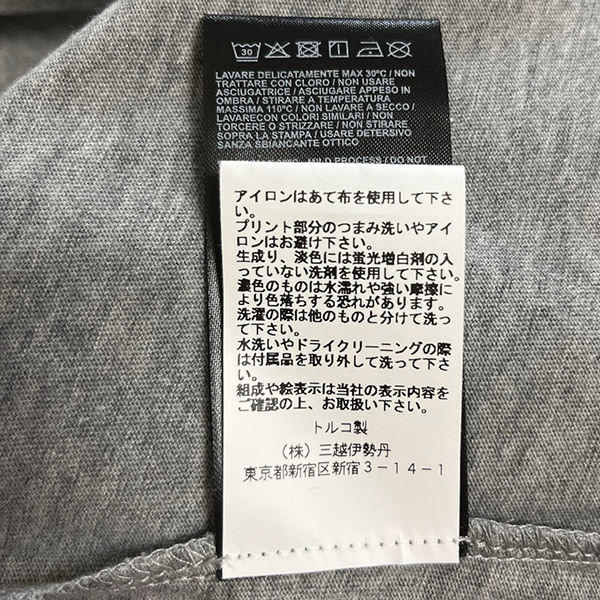 30
LAVARE DELICATAMENTE MAX 30°C / NON
TRATTARE CON CLORO / NON USARE
ASCIUGATRICE / ASCIUGARE APPESO IN
OMBRA / STIRARE A TEMPERATURA
MASSIMA 110°C / NON LAVARE A SECCO /
LAVARECON COLORI SIMILARI / NON
TORCERE O STRIZZARE / NON STIRARE
SOPRA LA STAMPA / USARE DETERSIVO
SANZA SBIANCANTE OTTICO
MILD PROCESS / DO NOT
アイロンはあて布を使用して下さ
い。
プリント部分のつまみ洗いやアイ
ロンはお避け下さい。
生成り、淡色には蛍光増白剤の入
っていない洗剤を使用して下さい。
濃色のものは水濡れや強い摩擦に
より色落ちする恐れがあります。
洗濯の際は他のものと分けて洗っ
て下さい。
水洗いやドライクリーニングの際
は付属品を取り外して洗って下さ
い。
組成や絵表示は当社の表示内容を
ご確認の上、お取扱い下さい。
トルコ製
（株）三越伊勢丹
東京都新宿区新宿３－１４－１